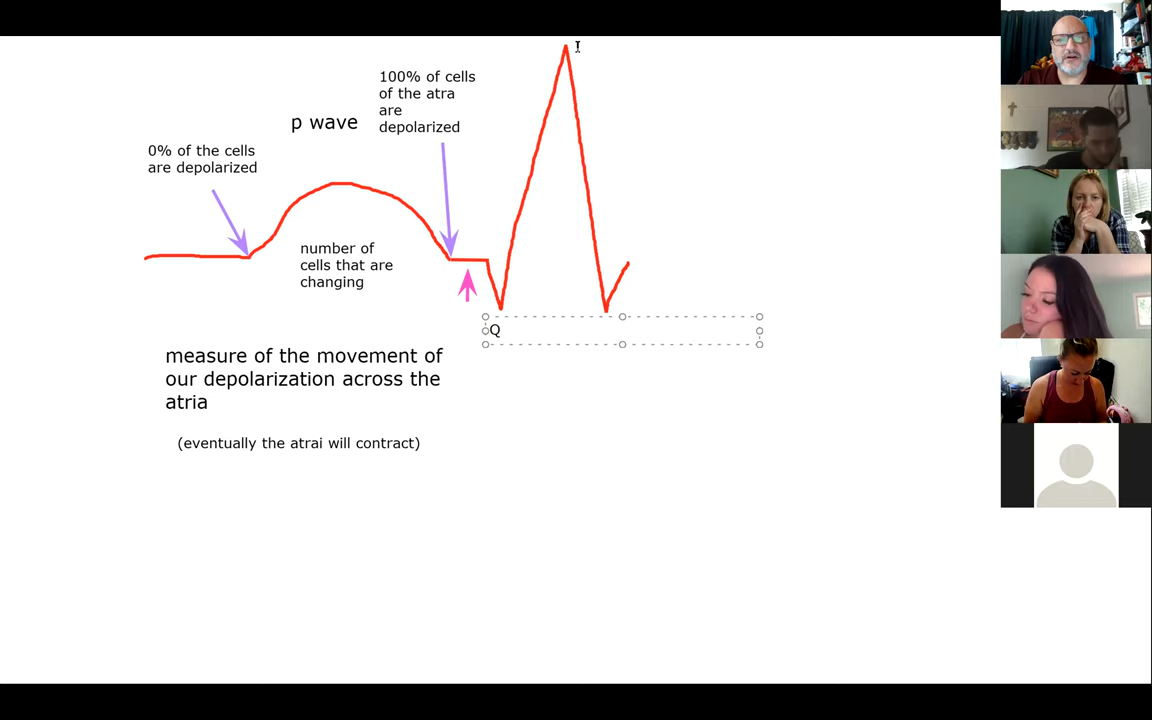 100% of cells
of the atra
are
depolarized
p wave
0% of the cells
are depolarized
number of
cells that are
changing
Q
measure of the movement of
our depolarization across the
atria
(eventually the atrai will contract)